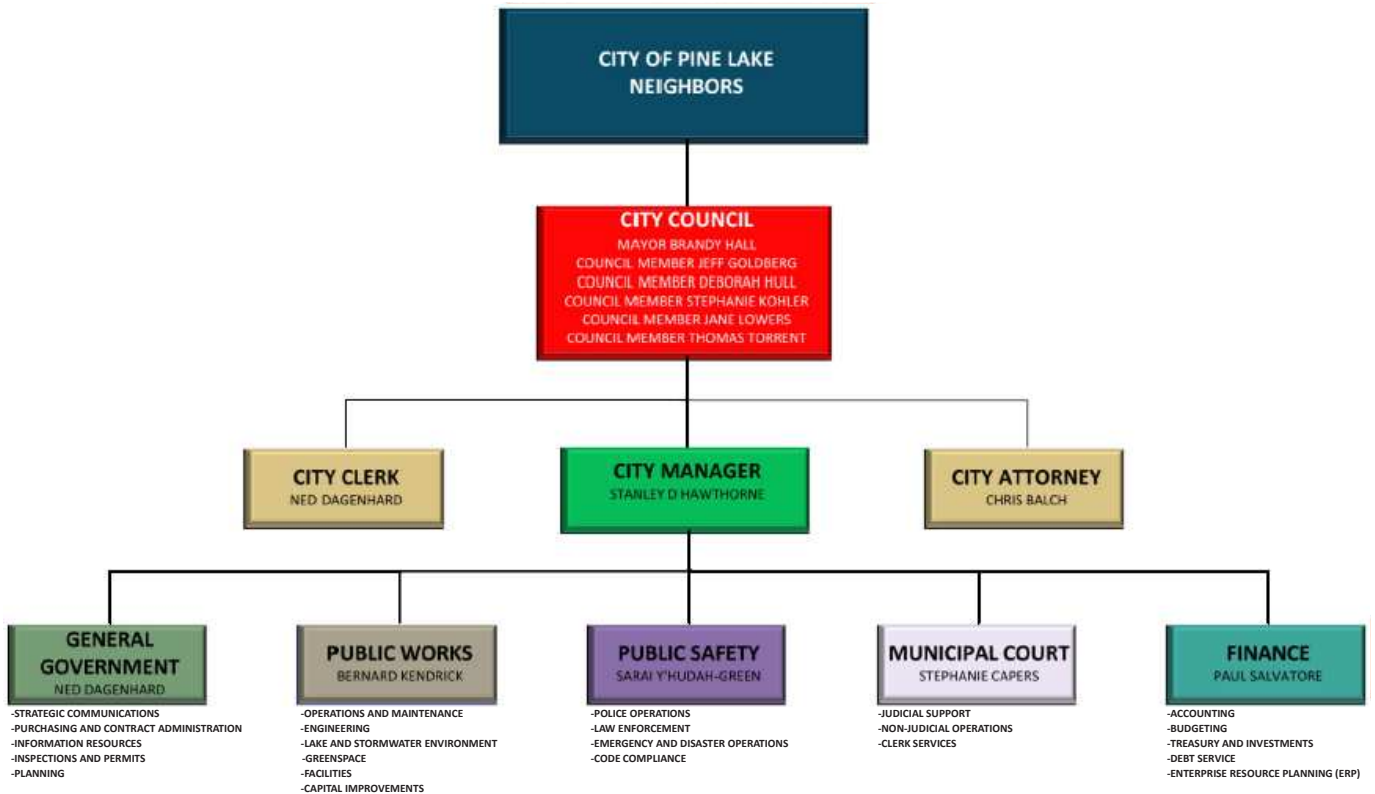 CITY OF PINE LAKE
NEIGHBORS
CITY COUNCIL
MAYOR BRANDY HALL
COUNCIL MEMBER JEFF GOLDBERG
COUNCIL MEMBER DEBORAH HULL
COUNCIL MEMBER STEPHANIE KOHLER
COUNCIL MEMBER JANE LOWERS
COUNCIL MEMBER THOMAS TORRENT
CITY CLERK
NED DAGENHARD
CITY MANAGER
STANLEY D HAWTHORNE
CITY ATTORNEY
CHRIS BALCH
GENERAL
GOVERNMENT
NED DAGENHARD
-STRATEGIC COMMUNICATIONS
-PURCHASING AND CONTRACT ADMINISTRATION
-INFORMATION RESOURCES
-INSPECTIONS AND PERMITS
-PLANNING
PUBLIC WORKS
BERNARD KENDRICK
-OPERATIONS AND MAINTENANCE
-ENGINEERING
-LAKE AND STORMWATER ENVIRONMENT
-GREENSPACE
-FACILITIES
-CAPITAL IMPROVEMENTS
PUBLIC SAFETY
SARAI Y'HUDAH-GREEN
-POLICE OPERATIONS
-LAW ENFORCEMENT
-EMERGENCY AND DISASTER OPERATIONS
-CODE COMPLIANCE
MUNICIPAL COURT
STEPHANIE CAPERS
-JUDICIAL SUPPORT
-NON-JUDICIAL OPERATIONS
-CLERK SERVICES
FINANCE
PAUL SALVATORE
-ACCOUNTING
-BUDGETING
-TREASURY AND INVESTMENTS
-DEBT SERVICE
-ENTERPRISE RESOURCE PLANNING (ERP)